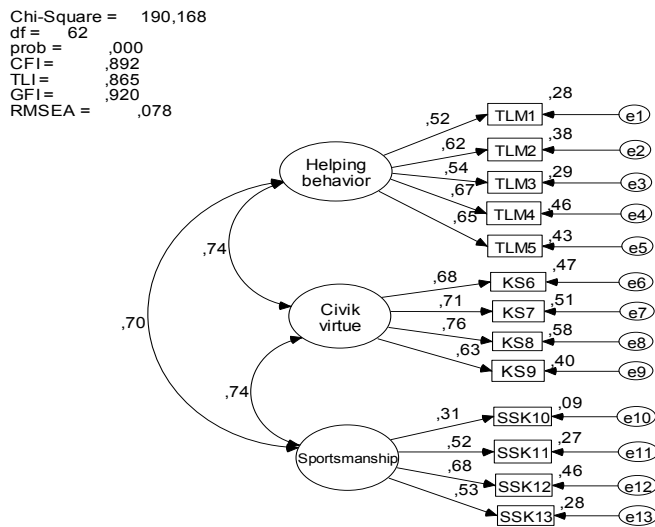 Chi-Square = 190,168
df = 62
prob = ,000
CFI = ,892
TLI = ,865
GFI = ,920
RMSEA = ,078
,28
,52 TLM1 e1
,38
,62 TLM2 e2
Helping
behavior
,54 ,29
TLM3 e3
,67 ,46
TLM4 e4
,65 ,43
TLM5 e5
,74
,47
,68 KS6 e6
,71 ,51
KS7 e7
Civik
virtue
,76 ,58
KS8 e8
,63 ,40
KS9 e9
,70
,74
,09
,31 SSK10 e10
,52 ,27
SSK11 e11
Sportsmanship
,68 ,46
SSK12 e12
,53 ,28
SSK13 e13